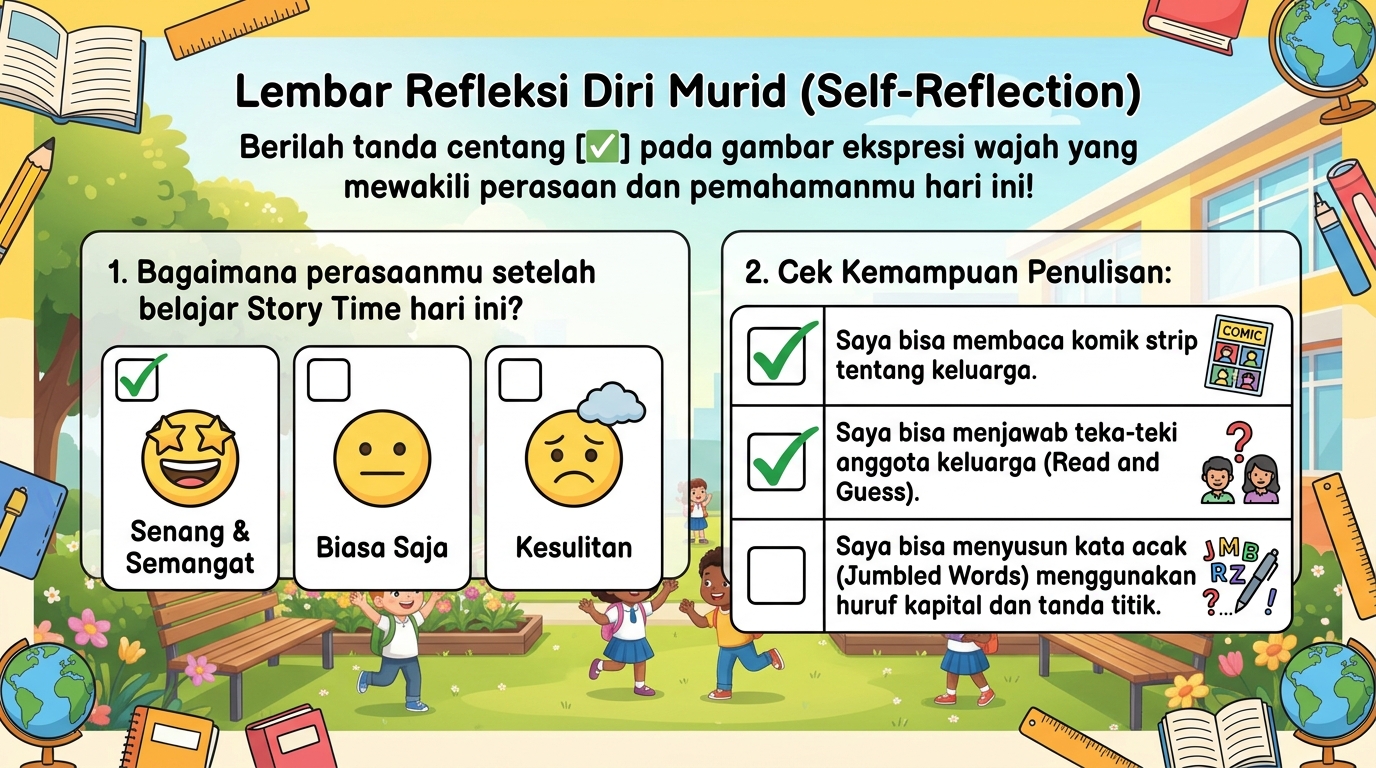 Lembar Refleksi Diri Murid (Self-Reflection)
Berilah tanda centang [✅] pada gambar ekspresi wajah yang
mewakili perasaan dan pemahamanmu hari ini!
1. Bagaimana perasaanmu setelah
belajar Story Time hari ini?
Senang &
Semangat
Biasa Saja
Kesulitan
2. Cek Kemampuan Penulisan:
Saya bisa membaca komik strip
tentang keluarga.
COMIC
Saya bisa menjawab teka-teki
anggota keluarga (Read and
Guess).
?
Saya bisa menyusun kata acak
(Jumbled Words) menggunakan
huruf kapital dan tanda titik.
JMB
RZ
?... !